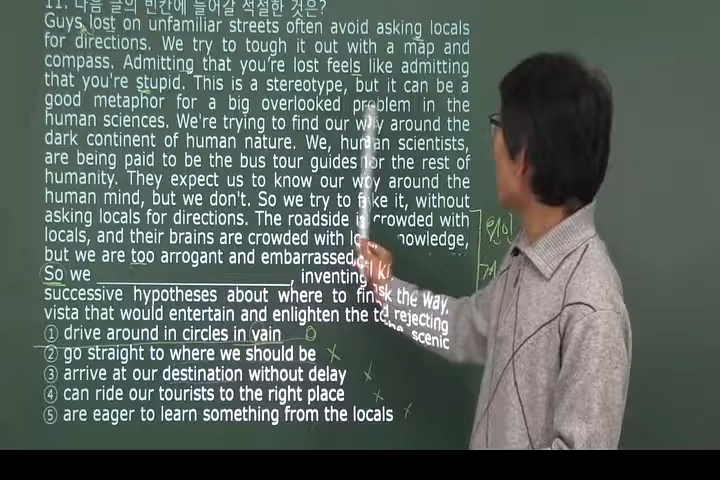 11. 다음 글의 빈칸에 들어갈 적절한 것은?
Guys lost on unfamiliar streets often avoid asking locals
for directions. We try to tough it out with a map and
compass. Admitting that you're lost feels like admitting
that you're stupid. This is a stereotype, but it can be a
good metaphor for a big overlooked problem in the
human sciences. We're trying to find our way around the
dark continent of human nature. We, human scientists,
are being paid to be the bus tour guides for the rest of
humanity. They expect us to know our way around the
human mind, but we don't. So we try to fake it, without
asking locals for directions. The roadside is crowded with
locals, and their brains are crowded with nowledge,
but we are too arrogant and embarrassed
So we ____________, inventing ask the way.
successive hypotheses about where to find rejecting
vista that would entertain and enlighten the scenic
① drive around in circles in vain O
② go straight to where we should be X
③ arrive at our destination without delay X
④ can ride our tourists to the right place X
⑤ are eager to learn something from the locals X